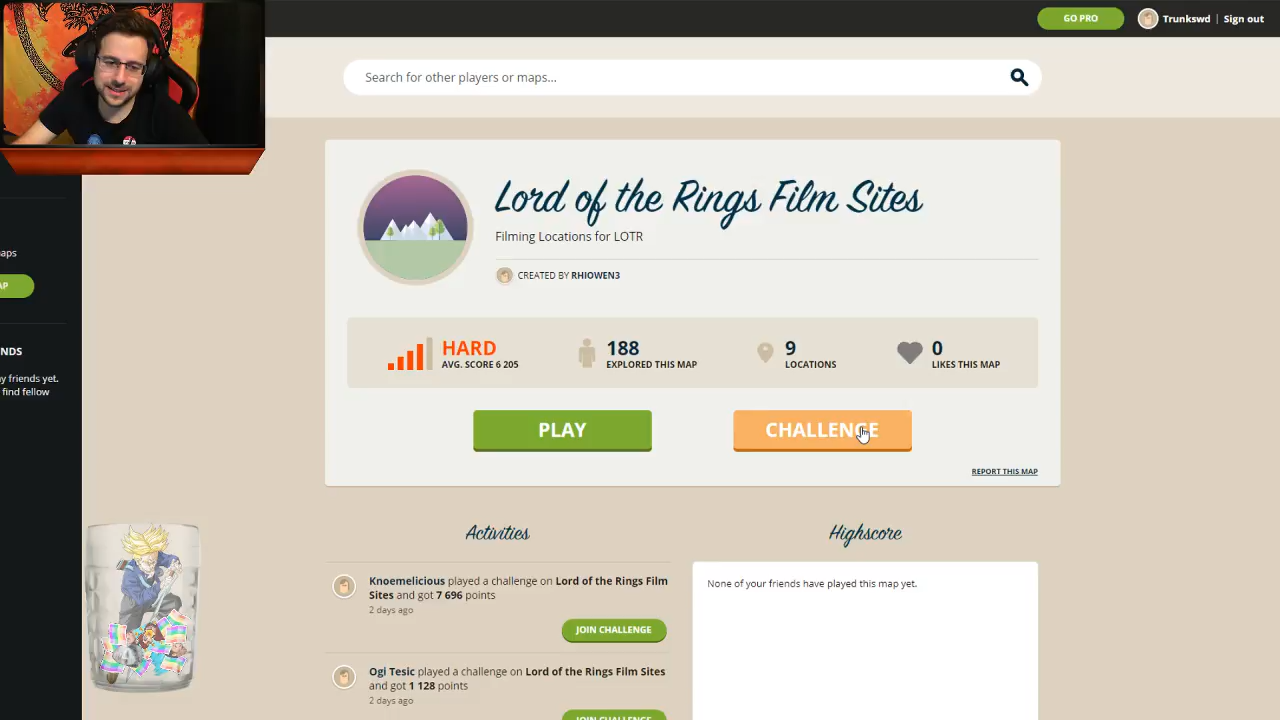 GO PRO
Trunkswd | Sign out
Search for other players or maps...
Lord of the Rings Film Sites
Filming Locations for LOTR
CREATED BY RHIOWEN3
HARD
AVG. SCORE 6 205
188
EXPLORED THIS MAP
9
LOCATIONS
0
LIKES THIS MAP
PLAY
CHALLENGE
REPORT THIS MAP
aps
AP
NDS
y friends yet.
find fellow
Activities
Knoemelicious played a challenge on Lord of the Rings Film
Sites and got 7 696 points
2 days ago
JOIN CHALLENGE
Ogi Tesic played a challenge on Lord of the Rings Film Sites
and got 1 128 points
2 days ago
JOIN CHALLENGE
Highscore
None of your friends have played this map yet.